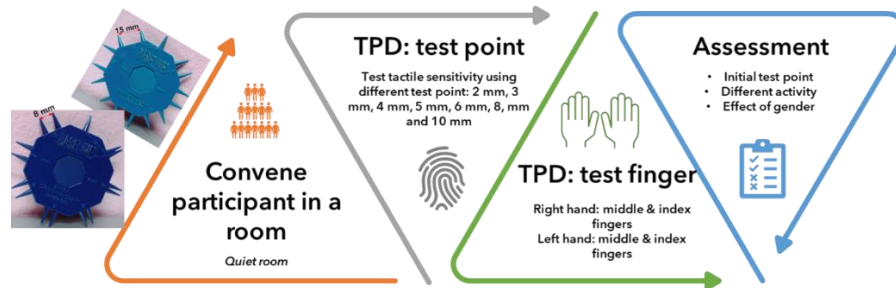 15 mm
8 mm
Convene
participant in a
room
Quiet room
TPD: test point
Test tactile sensitivity using
different test point: 2 mm, 3
mm, 4 mm, 5 mm, 6 mm, 8, mm
and 10 mm
TPD: test finger
Right hand: middle & index
fingers
Left hand: middle & index
fingers
Assessment
• Initial test point
• Different activity
• Effect of gender